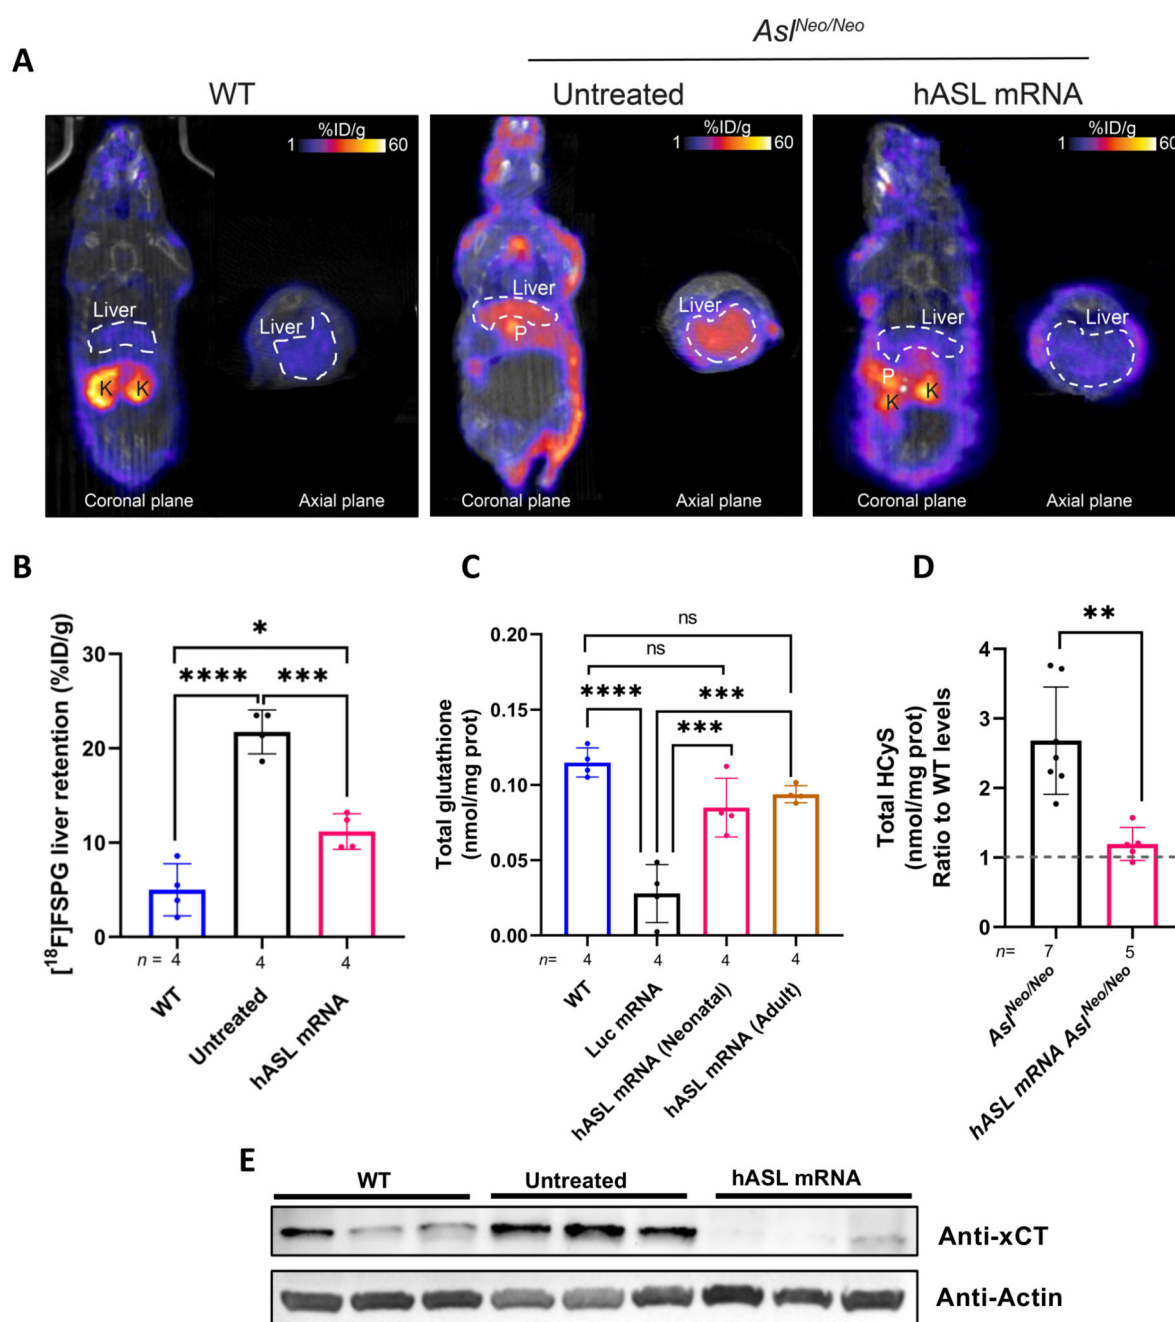 Asl^Neo/Neo
A
WT
Untreated
hASL mRNA
%ID/g
1 60
Liver
Liver
K K
Coronal plane
Axial plane
%ID/g
1 60
Liver
P
Liver
Coronal plane
Axial plane
%ID/g
1 60
Liver
P
K
K
Liver
Coronal plane
Axial plane
B
[¹⁸F]FSPG liver retention (%ID/g)
30
20
10
0
*
**** ***
n = 4 4 4
WT
Untreated
hASL mRNA
C
Total glutathione
(nmol/mg prot)
0.20
0.15
0.10
0.05
0.00
ns
ns
**** ***
***
n= 4 4 4 4
WT
Luc mRNA
hASL mRNA (Neonatal)
hASL mRNA (Adult)
D
Total HCyS
(nmol/mg prot)
Ratio to WT levels
4
3
2
1
0
**
n= 7 5
Asl^Neo/Neo
hASL mRNA Asl^Neo/Neo
E
WT
Untreated
hASL mRNA
Anti-xCT
Anti-Actin